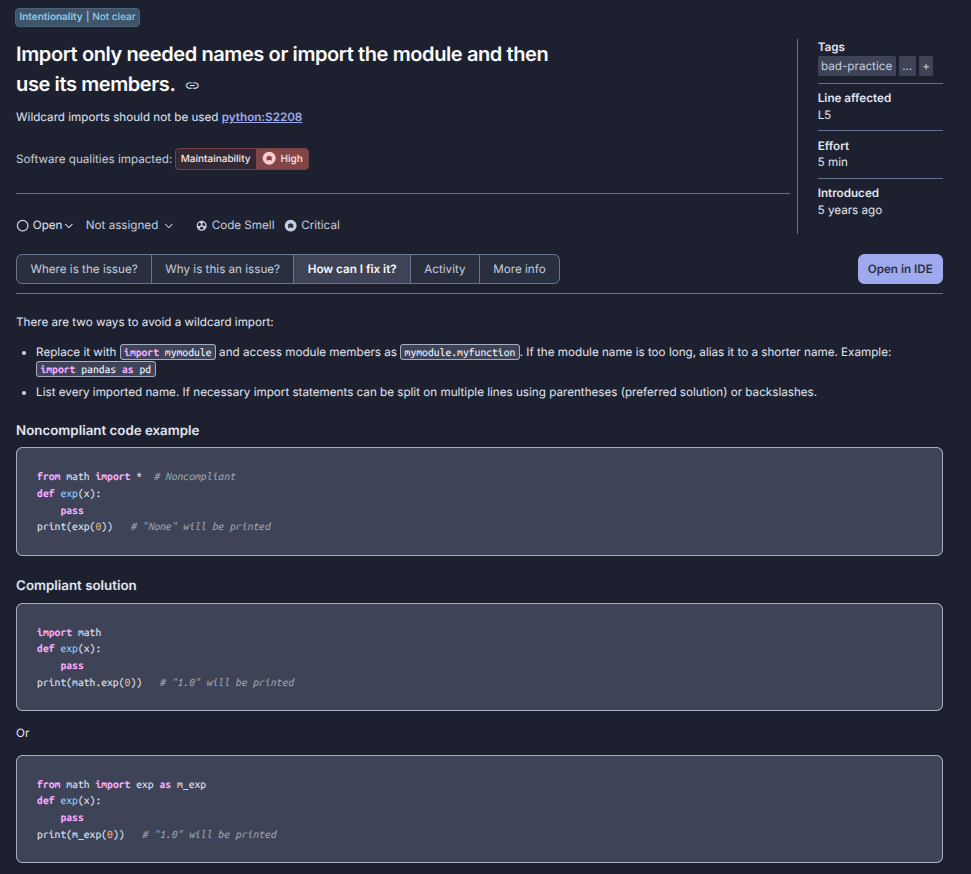 Intentionality | Not clear
Import only needed names or import the module and then
use its members.
Wildcard imports should not be used python:S2208
Software qualities impacted: Maintainability High
Tags
bad-practice ... +
Line affected
L5
Effort
5 min
Introduced
5 years ago
Open Not assigned Code Smell Critical
Where is the issue? Why is this an issue? How can I fix it? Activity More info
Open in IDE
There are two ways to avoid a wildcard import:
• Replace it with import mymodule and access module members as mymodule.myfunction. If the module name is too long, alias it to a shorter name. Example:
import pandas as pd
• List every imported name. If necessary import statements can be split on multiple lines using parentheses (preferred solution) or backslashes.
Noncompliant code example
from math import *  # Noncompliant
def exp(x):
    pass
print(exp(0))   # "None" will be printed
Compliant solution
import math
def exp(x):
    pass
print(math.exp(0))   # "1.0" will be printed
Or
from math import exp as m_exp
def exp(x):
    pass
print(m_exp(0))   # "1.0" will be printed